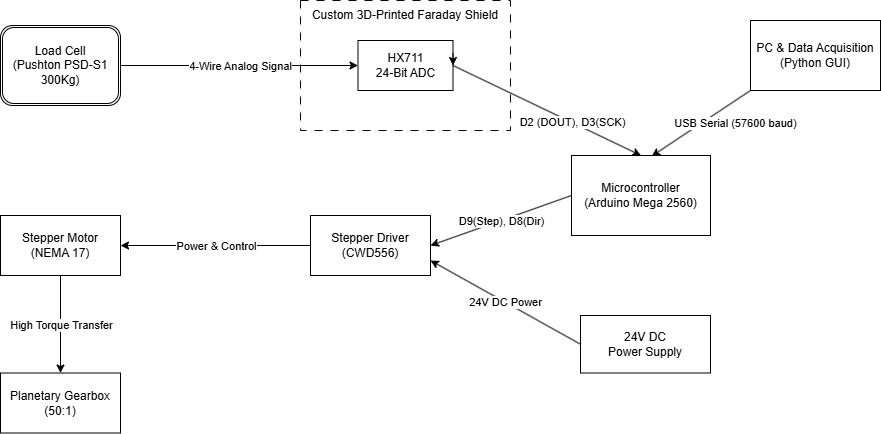 Custom 3D-Printed Faraday Shield
Load Cell
(Pushton PSD-S1
300Kg)
4-Wire Analog Signal
HX711
24-Bit ADC
PC & Data Acquisition
(Python GUI)
D2 (DOUT), D3(SCK)
USB Serial (57600 baud)
Microcontroller
(Arduino Mega 2560)
D9(Step), D8(Dir)
Stepper Motor
(NEMA 17)
Power & Control
Stepper Driver
(CWD556)
24V DC Power
24V DC
Power Supply
High Torque Transfer
Planetary Gearbox
(50:1)